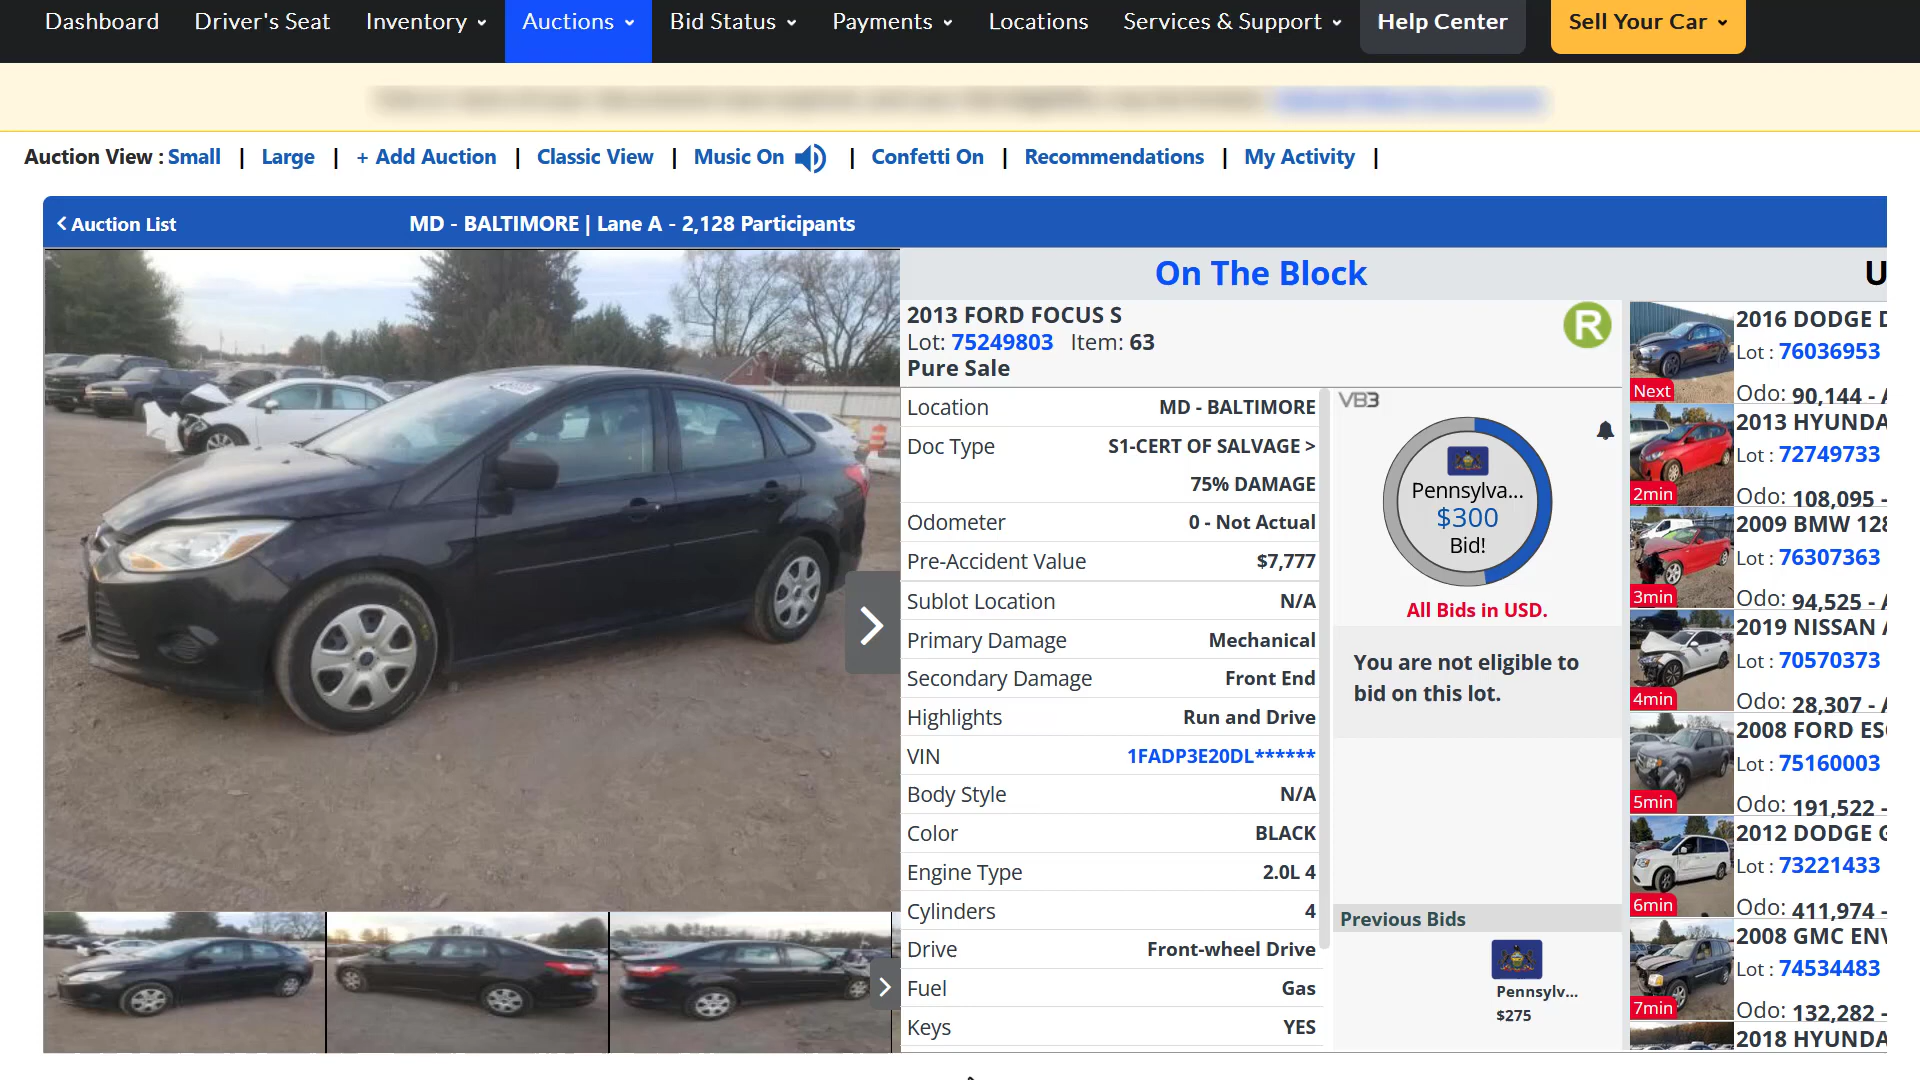 Dashboard
Driver's Seat
Inventory
Auctions
Bid Status
Payments
Locations
Services & Support
Help Center
Sell Your Car
Auction View : Small | Large | + Add Auction | Classic View | Music On | Confetti On | Recommendations | My Activity |
Auction List
MD - BALTIMORE | Lane A - 2,128 Participants
On The Block
2013 FORD FOCUS S
Lot: 75249803 Item: 63
Pure Sale
R
Location MD - BALTIMORE
Doc Type S1-CERT OF SALVAGE >
75% DAMAGE
Odometer 0 - Not Actual
Pre-Accident Value $7,777
Sublot Location N/A
Primary Damage Mechanical
Secondary Damage Front End
Highlights Run and Drive
VIN 1FADP3E20DL******
Body Style N/A
Color BLACK
Engine Type 2.0L 4
Cylinders 4
Drive Front-wheel Drive
Fuel Gas
Keys YES
VB3
Pennsylva...
$300
Bid!
All Bids in USD.
You are not eligible to
bid on this lot.
Previous Bids
Pennsylv...
$275
U
2016 DODGE D
Lot : 76036953
Next
Odo: 90,144 - A
2013 HYUNDA
Lot : 72749733
2min
Odo: 108,095 -
2009 BMW 128
Lot : 76307363
3min
Odo: 94,525 - A
2019 NISSAN A
Lot : 70570373
4min
Odo: 28,307 - A
2008 FORD ES
Lot : 75160003
5min
Odo: 191,522 -
2012 DODGE G
Lot : 73221433
6min
Odo: 411,974 -
2008 GMC ENV
Lot : 74534483
7min
Odo: 132,282 -
2018 HYUNDA